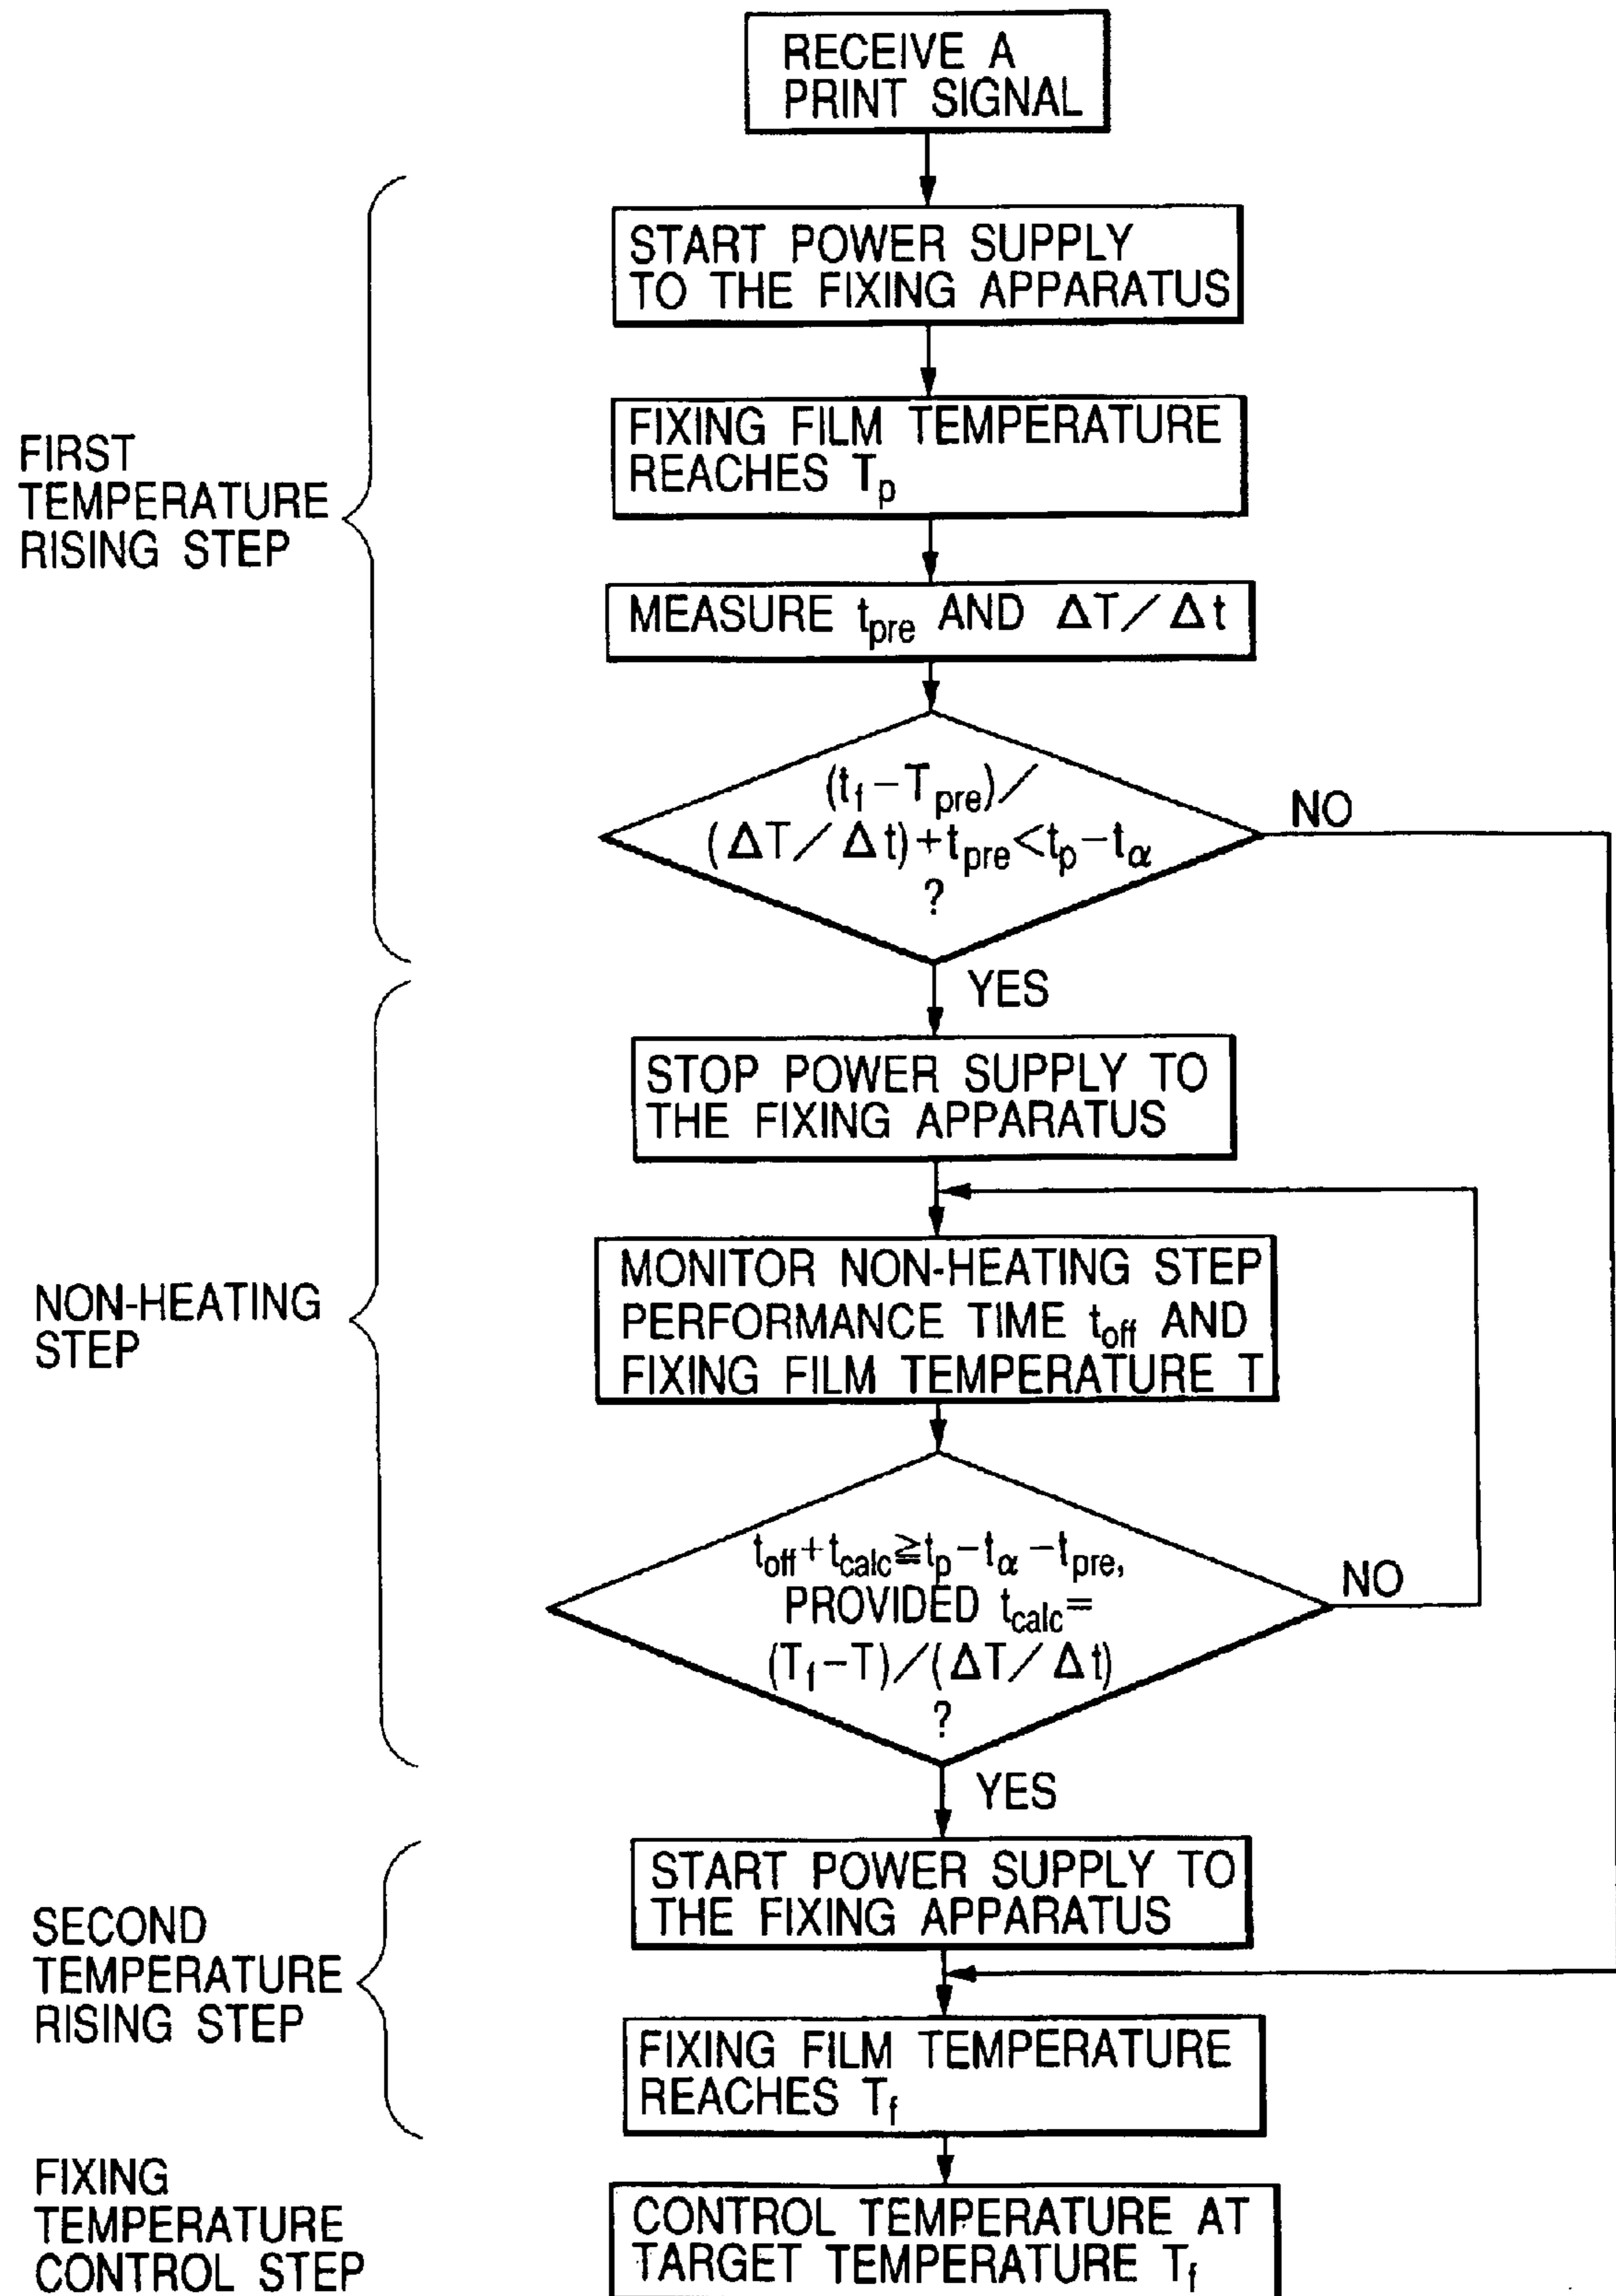 RECEIVE A
PRINT SIGNAL
START POWER SUPPLY
TO THE FIXING APPARATUS
FIXING FILM TEMPERATURE
REACHES Tp
FIRST
TEMPERATURE
RISING STEP
MEASURE tpre AND ΔT/Δt
(tf−Tpre)/
(ΔT/Δt)+tpre<tp−tα
?
NO
YES
STOP POWER SUPPLY TO
THE FIXING APPARATUS
MONITOR NON-HEATING STEP
PERFORMANCE TIME toff AND
FIXING FILM TEMPERATURE T
NON-HEATING
STEP
toff+tcalc≧tp−tα−tpre,
PROVIDED tcalc=
(Tf−T)/(ΔT/Δt)
?
NO
YES
START POWER SUPPLY TO
THE FIXING APPARATUS
SECOND
TEMPERATURE
RISING STEP
FIXING FILM TEMPERATURE
REACHES Tf
FIXING
TEMPERATURE
CONTROL STEP
CONTROL TEMPERATURE AT
TARGET TEMPERATURE Tf